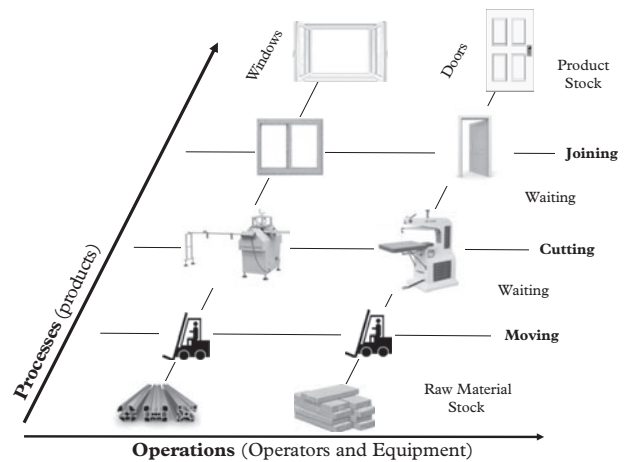 Windows
Doors
Product
Stock
Joining
Waiting
Cutting
Waiting
Moving
Raw Material
Stock
Processes (products)
Operations (Operators and Equipment)